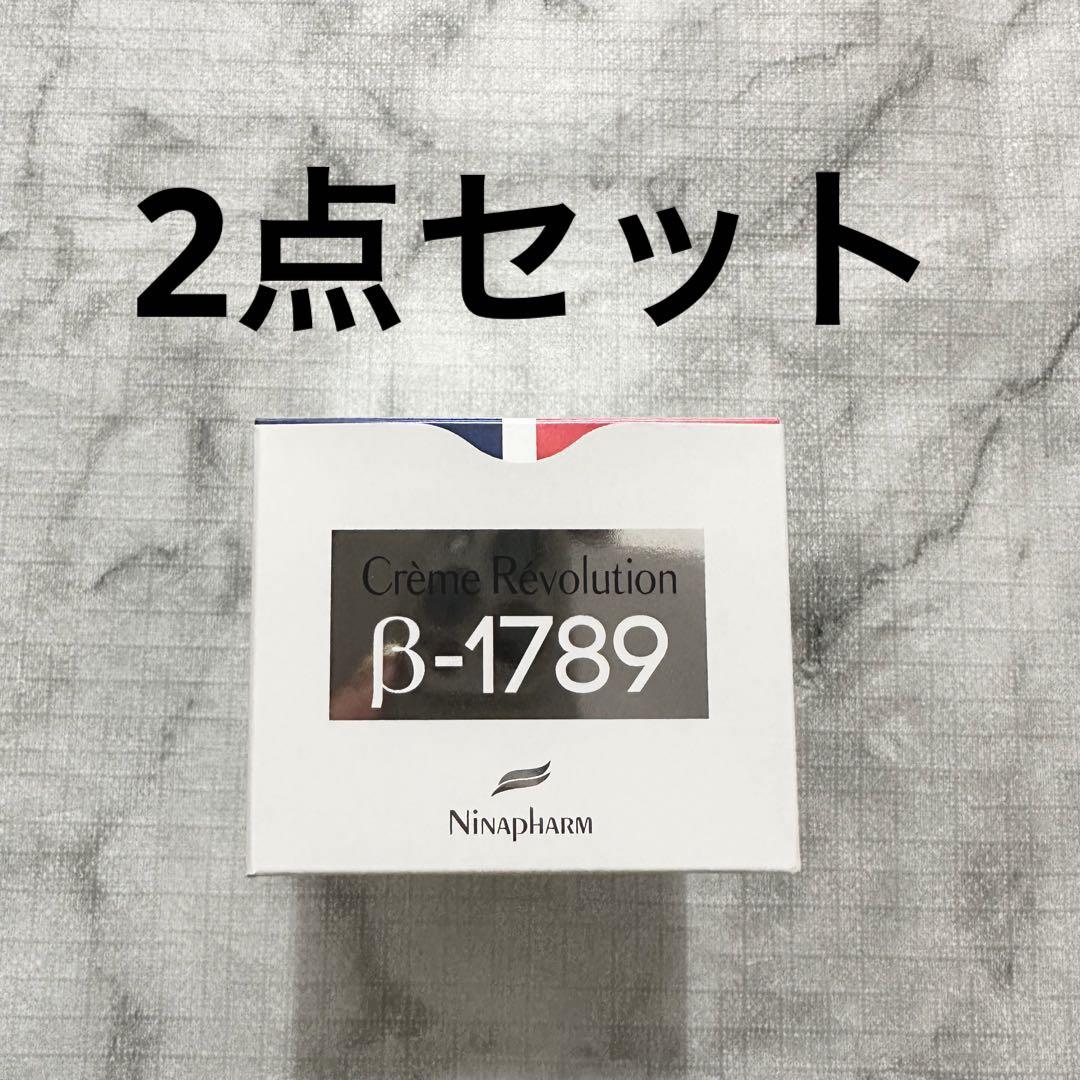 2点セット
Crème Révolution
β-1789
NINAPHARM